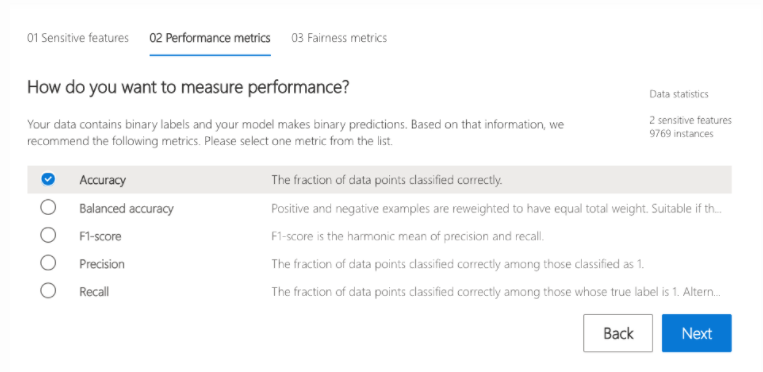 01 Sensitive features 02 Performance metrics 03 Fairness metrics
How do you want to measure performance?
Data statistics
2 sensitive features
9769 instances
Your data contains binary labels and your model makes binary predictions. Based on that information, we
recommend the following metrics. Please select one metric from the list.
Accuracy The fraction of data points classified correctly.
Balanced accuracy Positive and negative examples are reweighted to have equal total weight. Suitable if th...
F1-score F1-score is the harmonic mean of precision and recall.
Precision The fraction of data points classified correctly among those classified as 1.
Recall The fraction of data points classified correctly among those whose true label is 1. Altern...
Back Next